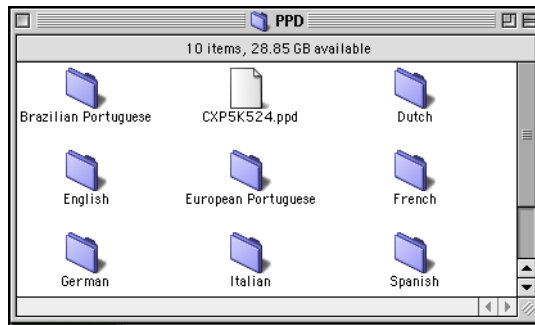 PPD
10 items, 28.85 GB available
Brazilian Portuguese
CXP5K524.ppd
Dutch
English
European Portuguese
French
German
Italian
Spanish